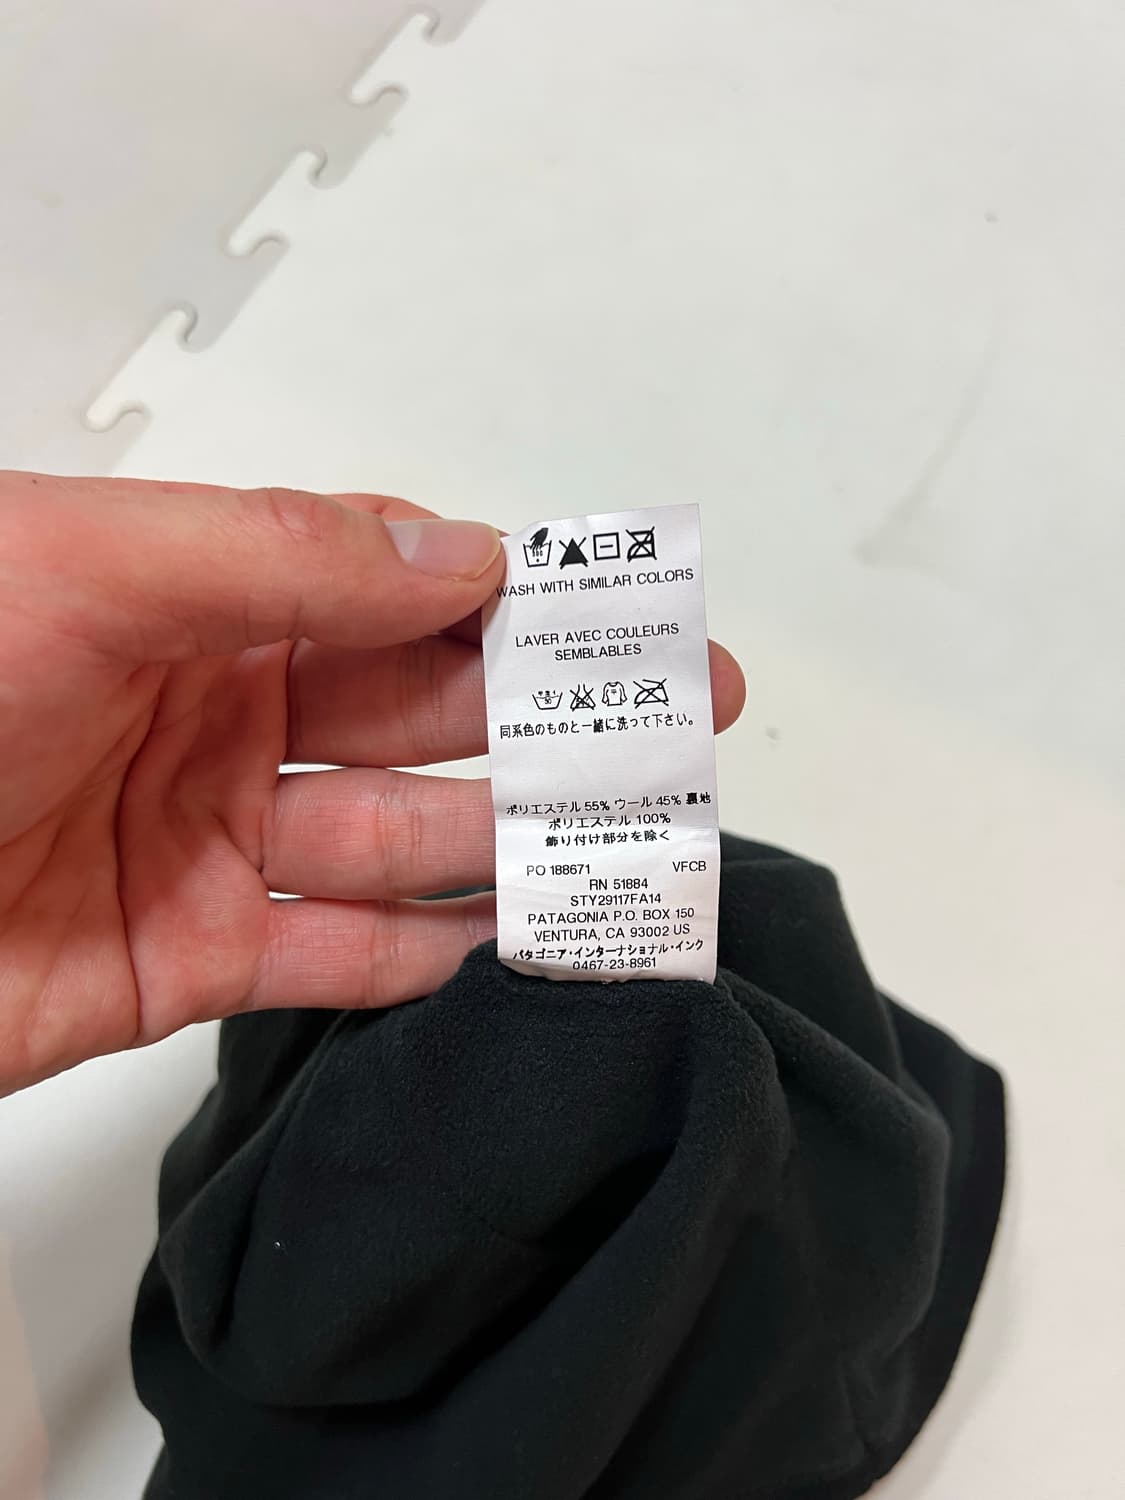 WASH WITH SIMILAR COLORS
LAVER AVEC COULEURS
SEMBLABLES
同系色のものと一緒に洗って下さい。
ポリエステル 55% ウール 45% 裏地
ポリエステル 100%
飾り付け部分を除く
PO 188671 VFCB
RN 51884
STY29117FA14
PATAGONIA P.O. BOX 150
VENTURA, CA 93002 US
パタゴニア・インターナショナル・インク
0467-23-8961